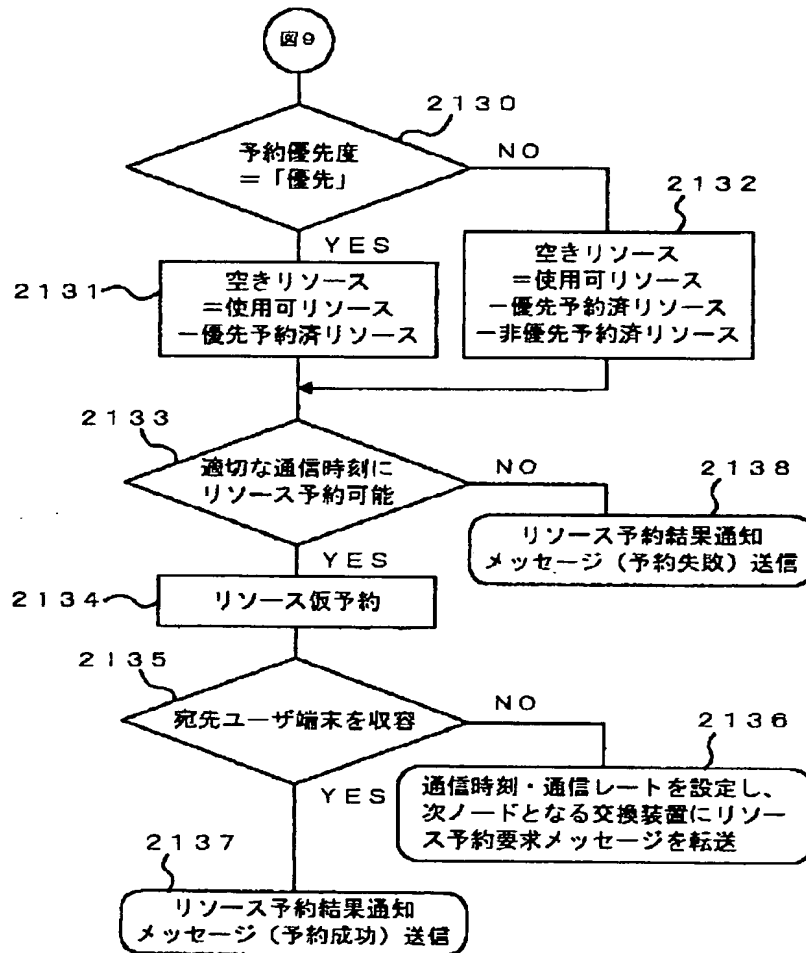 図9
2130
予約優先度
=「優先」
NO
2132
YES
2131
空きリソース
=使用可リソース
−優先予約済リソース
空きリソース
=使用可リソース
−優先予約済リソース
−非優先予約済リソース
2133
適切な通信時刻に
リソース予約可能
NO
2138
リソース予約結果通知
メッセージ(予約失敗)送信
YES
2134
リソース仮予約
2135
宛先ユーザ端末を収容
NO
2136
通信時刻・通信レートを設定し、
次ノードとなる交換装置にリソー
ス予約要求メッセージを転送
YES
2137
リソース予約結果通知
メッセージ(予約成功)送信